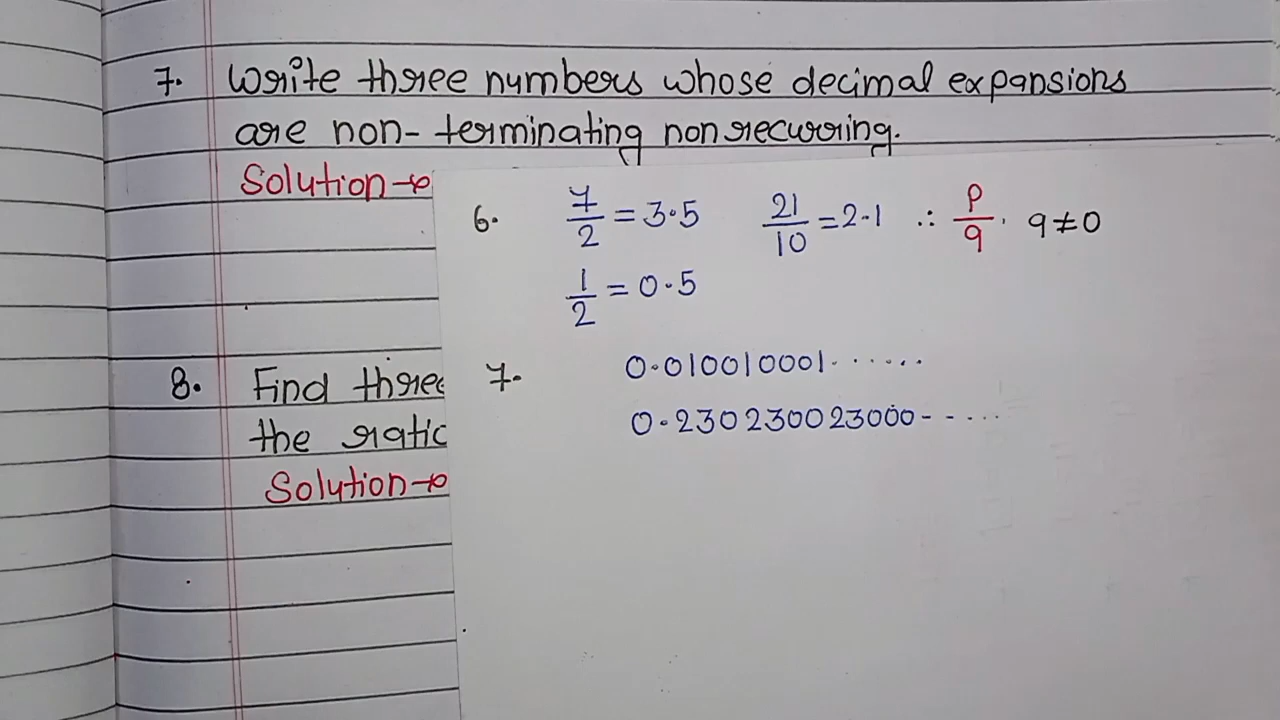 7. Write three numbers whose decimal expansions
are non-terminating nonrecurring.
Solution→
6. 7/2 = 3.5 21/10 = 2.1 ∴ p/q . q≠0
1/2 = 0.5
7. 0.010010001.......
0.230230023000-- ....
8. Find three
the
Solution→